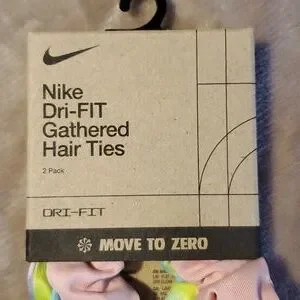 Nike
Dri-FIT
Gathered
Hair Ties
2 Pack
DRI-FIT
MOVE TO ZERO